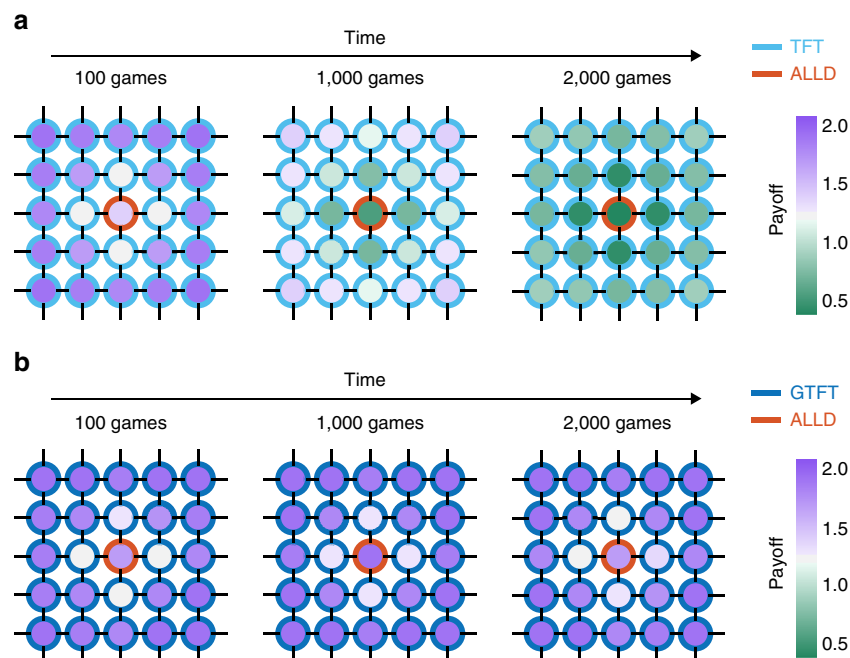 a
Time
100 games
1,000 games
2,000 games
TFT
ALLD
Payoff
2.0
1.5
1.0
0.5
b
Time
100 games
1,000 games
2,000 games
GTFT
ALLD
Payoff
2.0
1.5
1.0
0.5